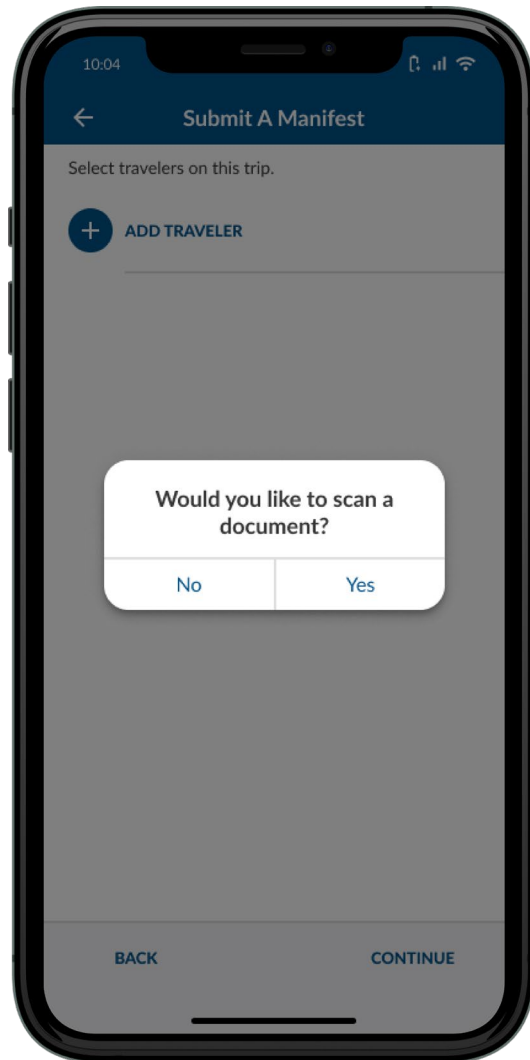 10:04
Submit A Manifest
Select travelers on this trip.
ADD TRAVELER
Would you like to scan a
document?
No
Yes
BACK
CONTINUE